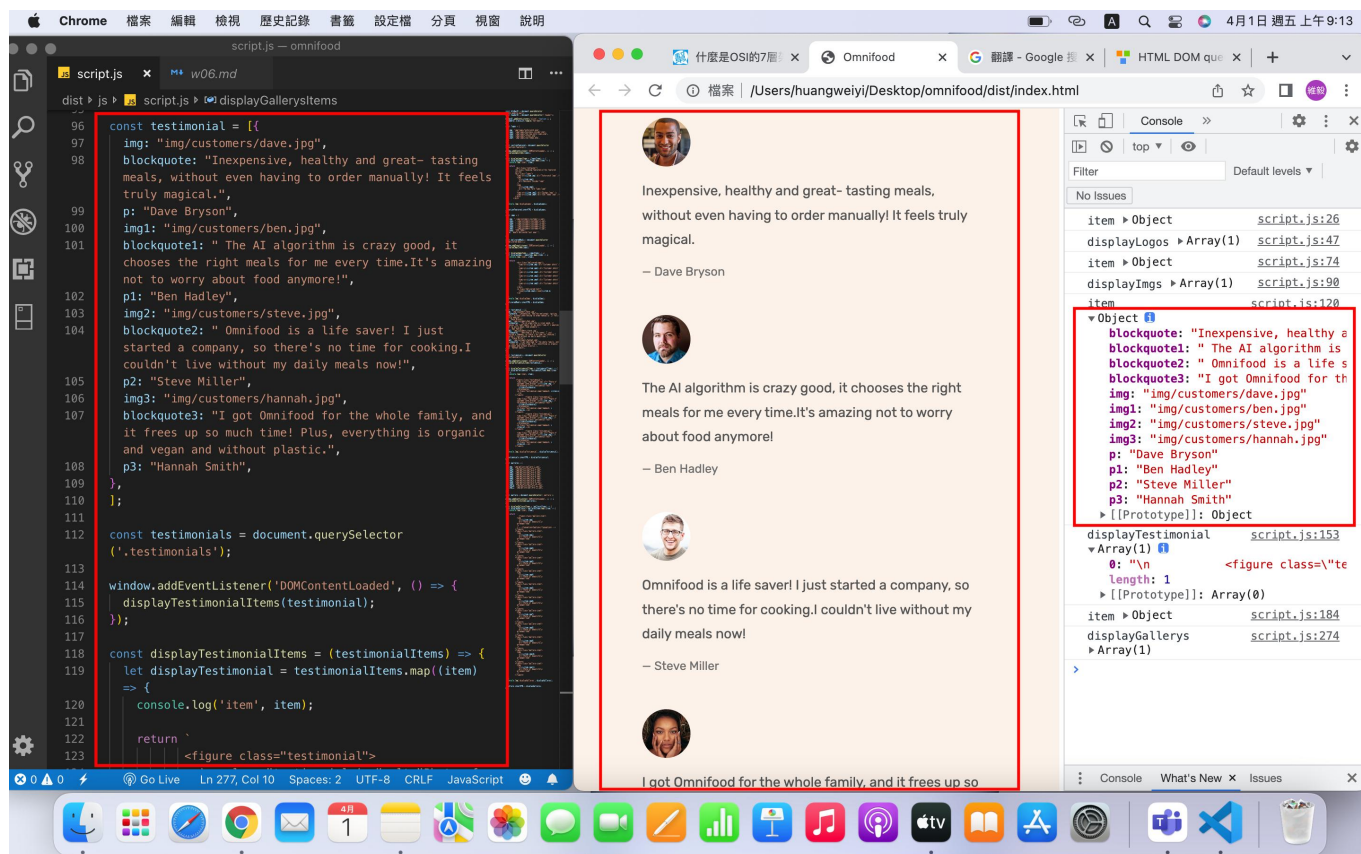 Chrome 檔案 編輯 檢視 歷史記錄 書籤 設定檔 分頁 視窗 說明 A 4月1日 週五 上午9:13
script.js — omnifood
JS script.js × M+ w06.md
dist js JS script.js displayGallerysItems
96 const testimonial = [{
97 img: "img/customers/dave.jpg",
98 blockquote: "Inexpensive, healthy and great- tasting
meals, without even having to order manually! It feels
truly magical.",
99 p: "Dave Bryson",
100 img1: "img/customers/ben.jpg",
101 blockquote1: " The AI algorithm is crazy good, it
chooses the right meals for me every time.It's amazing
not to worry about food anymore!",
102 p1: "Ben Hadley",
103 img2: "img/customers/steve.jpg",
104 blockquote2: " Omnifood is a life saver! I just
started a company, so there's no time for cooking.I
couldn't live without my daily meals now!",
105 p2: "Steve Miller",
106 img3: "img/customers/hannah.jpg",
107 blockquote3: "I got Omnifood for the whole family, and
it frees up so much time! Plus, everything is organic
and vegan and without plastic.",
108 p3: "Hannah Smith",
109 },
110 ];
111
112 const testimonials = document.querySelector
('.testimonials');
113
114 window.addEventListener('DOMContentLoaded', () => {
115 displayTestimonialItems(testimonial);
116 });
117
118 const displayTestimonialItems = (testimonialItems) => {
119 let displayTestimonial = testimonialItems.map((item)
=> {
120 console.log('item', item);
121
122 return `
123 <figure class="testimonial">
0 0 Go Live Ln 277, Col 10 Spaces: 2 UTF-8 CRLF JavaScript
什麼是OSI的7層 × Omnifood × 翻譯 - Google 搜 × HTML DOM que × +
檔案 | /Users/huangweiyi/Desktop/omnifood/dist/index.html 維毅
Inexpensive, healthy and great- tasting meals,
without even having to order manually! It feels truly
magical.
— Dave Bryson
The AI algorithm is crazy good, it chooses the right
meals for me every time.It's amazing not to worry
about food anymore!
— Ben Hadley
Omnifood is a life saver! I just started a company, so
there's no time for cooking.I couldn't live without my
daily meals now!
— Steve Miller
I got Omnifood for the whole family, and it frees up so
Console » ×
top ▼
Filter Default levels ▼
No Issues
item ▶Object script.js:26
displayLogos ▶Array(1) script.js:47
item ▶Object script.js:74
displayImgs ▶Array(1) script.js:90
item script.js:120
▼Object i
blockquote: "Inexpensive, healthy a
blockquote1: " The AI algorithm is
blockquote2: " Omnifood is a life s
blockquote3: "I got Omnifood for th
img: "img/customers/dave.jpg"
img1: "img/customers/ben.jpg"
img2: "img/customers/steve.jpg"
img3: "img/customers/hannah.jpg"
p: "Dave Bryson"
p1: "Ben Hadley"
p2: "Steve Miller"
p3: "Hannah Smith"
▶[[Prototype]]: Object
displayTestimonial script.js:153
▼Array(1) i
0: "\n <figure class=\"te
length: 1
▶[[Prototype]]: Array(0)
item ▶Object script.js:184
displayGallerys script.js:274
▶Array(1)
>
Console What's New × Issues ×
4月
1
tv